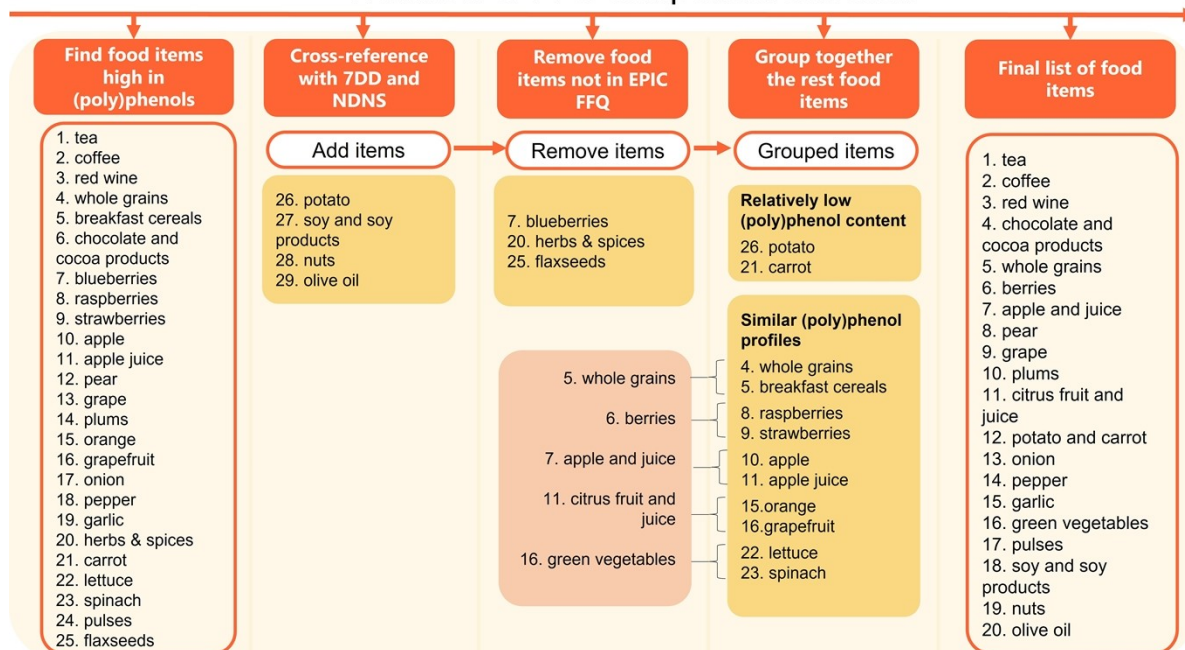 Find food items
high in
(poly)phenols
1. tea
2. coffee
3. red wine
4. whole grains
5. breakfast cereals
6. chocolate and
cocoa products
7. blueberries
8. raspberries
9. strawberries
10. apple
11. apple juice
12. pear
13. grape
14. plums
15. orange
16. grapefruit
17. onion
18. pepper
19. garlic
20. herbs & spices
21. carrot
22. lettuce
23. spinach
24. pulses
25. flaxseeds
Cross-reference
with 7DD and
NDNS
Add items
26. potato
27. soy and soy
products
28. nuts
29. olive oil
Remove food
items not in EPIC
FFQ
Remove items
7. blueberries
20. herbs & spices
25. flaxseeds
5. whole grains
6. berries
7. apple and juice
11. citrus fruit and
juice
16. green vegetables
Group together
the rest food
items
Grouped items
Relatively low
(poly)phenol content
26. potato
21. carrot
Similar (poly)phenol
profiles
4. whole grains
5. breakfast cereals
8. raspberries
9. strawberries
10. apple
11. apple juice
15.orange
16.grapefruit
22. lettuce
23. spinach
Final list of food
items
1. tea
2. coffee
3. red wine
4. chocolate and
cocoa products
5. whole grains
6. berries
7. apple and juice
8. pear
9. grape
10. plums
11. citrus fruit and
juice
12. potato and carrot
13. onion
14. pepper
15. garlic
16. green vegetables
17. pulses
18. soy and soy
products
19. nuts
20. olive oil